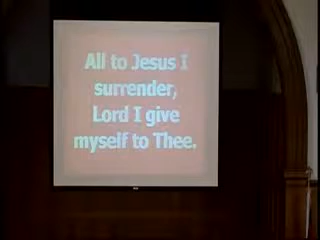 All to Jesus I
surrender,
Lord I give
myself to Thee.